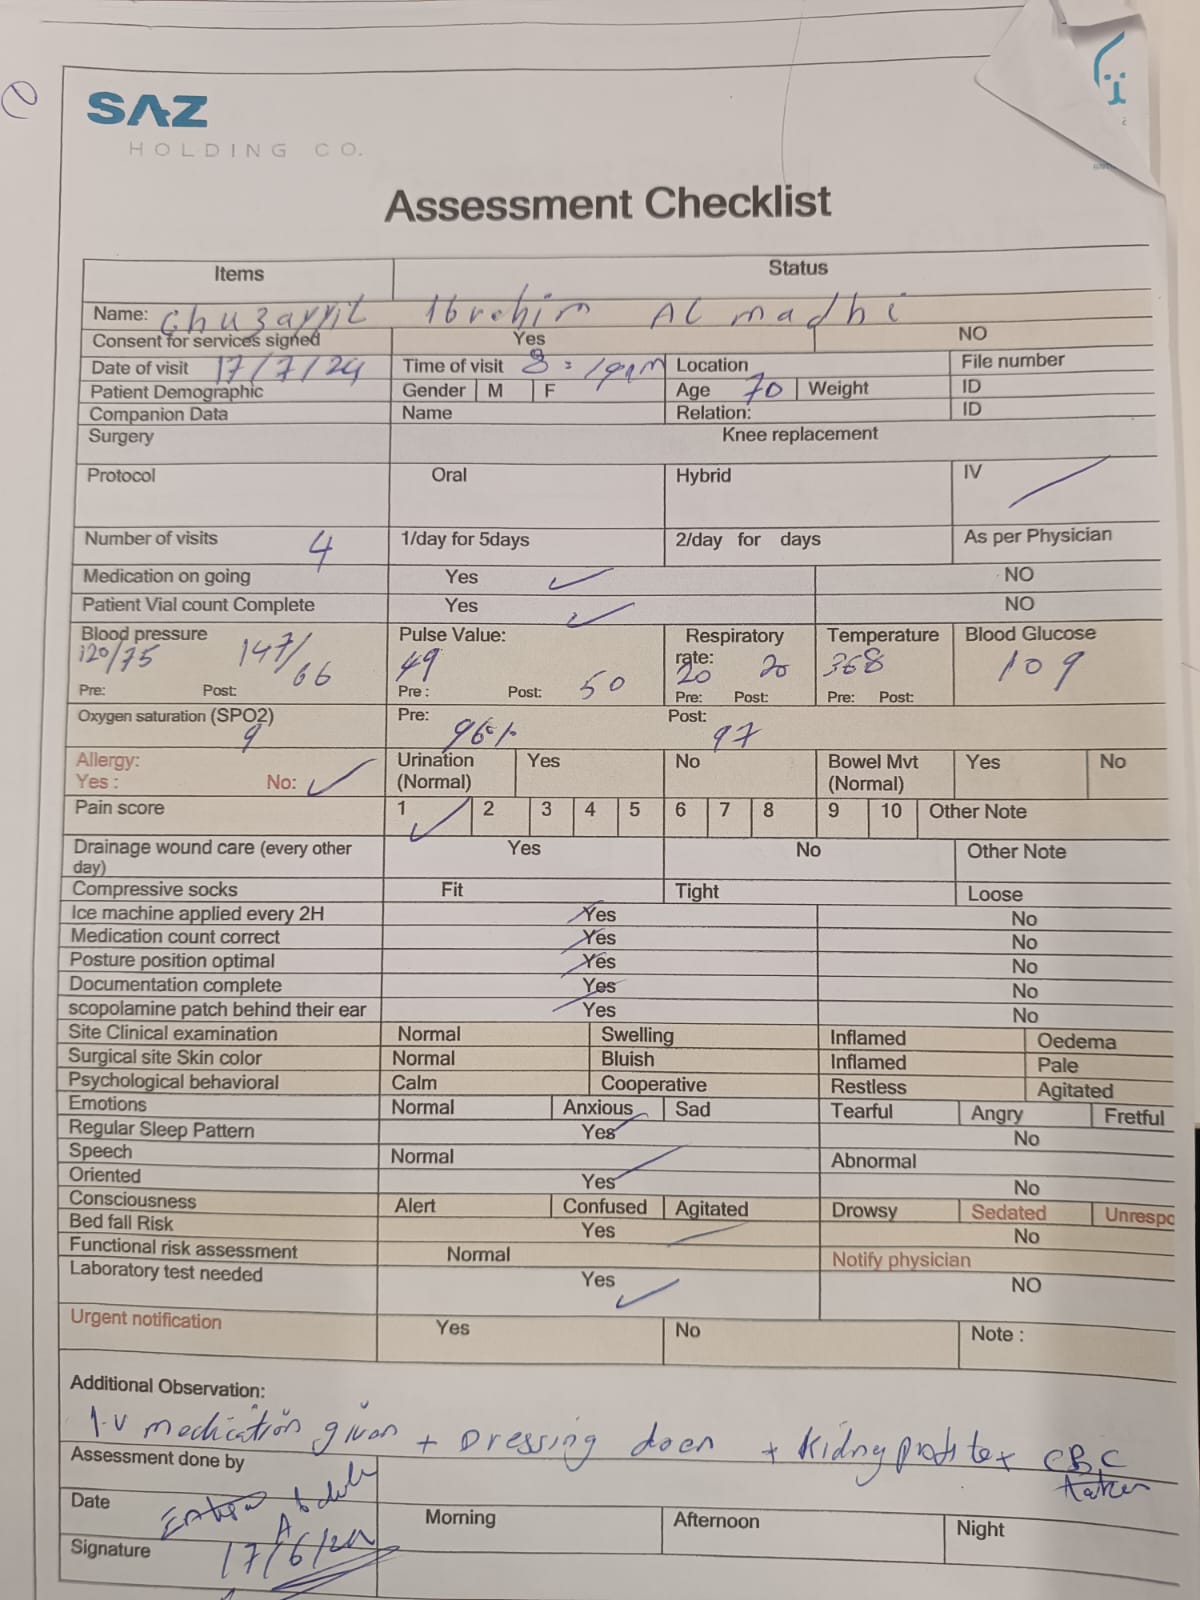 SAZ
HOLDING CO.
Assessment Checklist
Items Status
Name: Ghuzayyil Ibrahim AL madhi
Consent for services signed Yes NO
Date of visit 17/7/24 Time of visit 8: Location File number
Patient Demographic Gender M F Age 70 Weight ID
Companion Data Name Relation: ID
Surgery Knee replacement
Protocol Oral Hybrid IV
Number of visits 4 1/day for 5days 2/day for days As per Physician
Medication on going Yes NO
Patient Vial count Complete Yes NO
Blood pressure Pulse Value: Respiratory rate: Temperature Blood Glucose
120/75 147/66 49 50 20 20 368 109
Pre: Post: Pre: Post: Pre: Post: Pre: Post:
Oxygen saturation (SPO2) 9 Pre: 96% Post: 97
Allergy: Urination Yes No Bowel Mvt Yes No
Yes : No: (Normal) (Normal)
Pain score 1 2 3 4 5 6 7 8 9 10 Other Note
Drainage wound care (every other Yes No Other Note
day)
Compressive socks Fit Tight Loose
Ice machine applied every 2H Yes No
Medication count correct Yes No
Posture position optimal Yes No
Documentation complete Yes No
scopolamine patch behind their ear Yes No
Site Clinical examination Normal Swelling Inflamed Oedema
Surgical site Skin color Normal Bluish Inflamed Pale
Psychological behavioral Calm Cooperative Restless Agitated
Emotions Normal Anxious Sad Tearful Angry Fretful
Regular Sleep Pattern Yes No
Speech Normal Abnormal
Oriented Yes No
Consciousness Alert Confused Agitated Drowsy Sedated Unrespo
Bed fall Risk Yes No
Functional risk assessment Normal Notify physician
Laboratory test needed Yes NO
Urgent notification Yes No Note :
Additional Observation:
I-V medication given + Dressing doen + CBC
taken
Assessment done by
Date Morning Afternoon Night
Signature 17/6/24